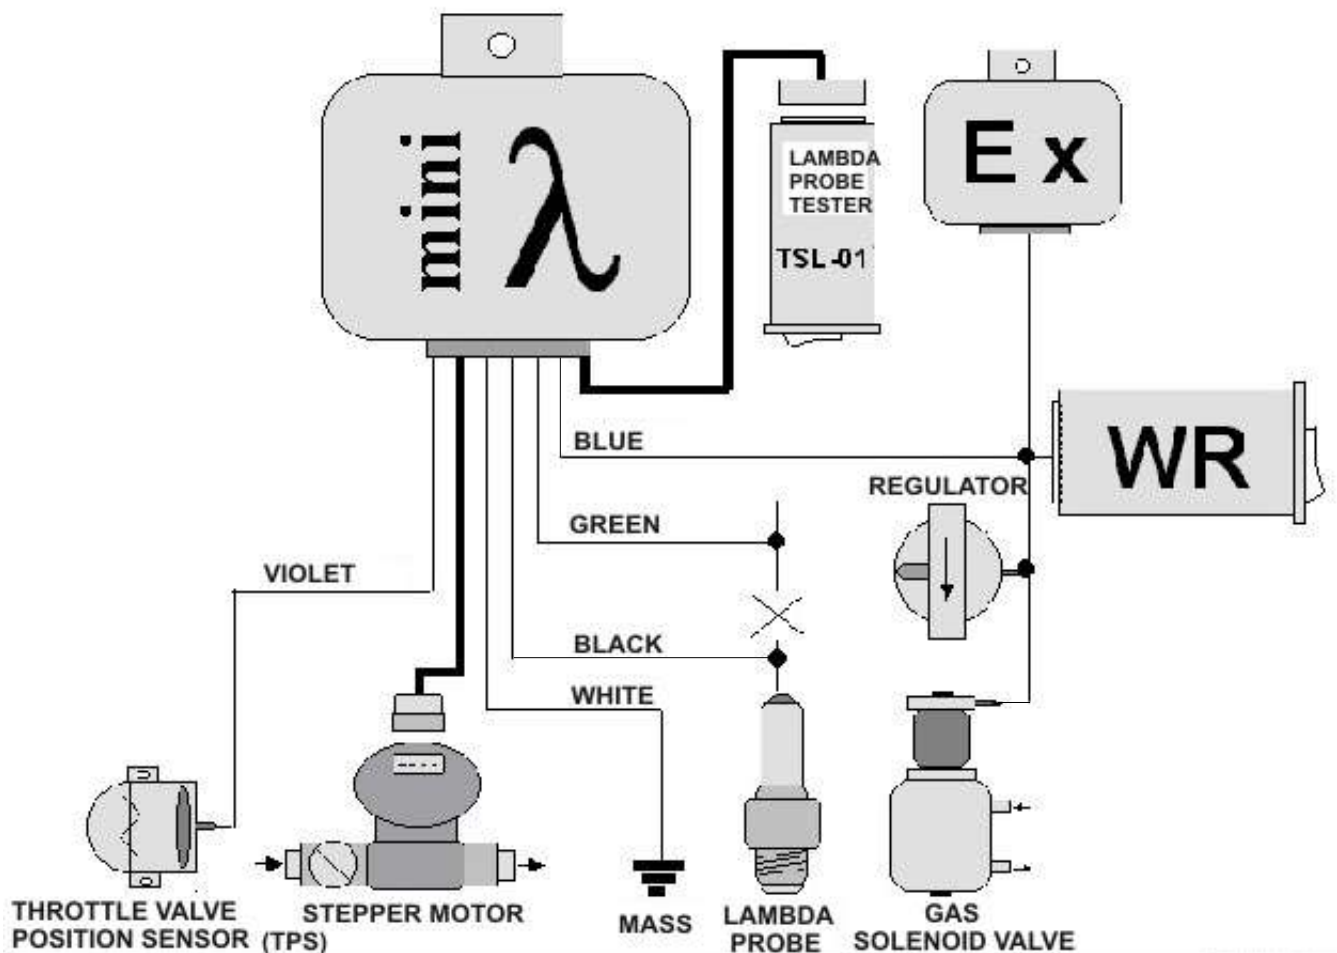 mini λ
LAMBDA
PROBE
TESTER
TSL-01
Ex
WR
BLUE
REGULATOR
GREEN
VIOLET
BLACK
WHITE
THROTTLE VALVE
POSITION SENSOR (TPS)
STEPPER MOTOR
MASS
LAMBDA
PROBE
GAS
SOLENOID VALVE